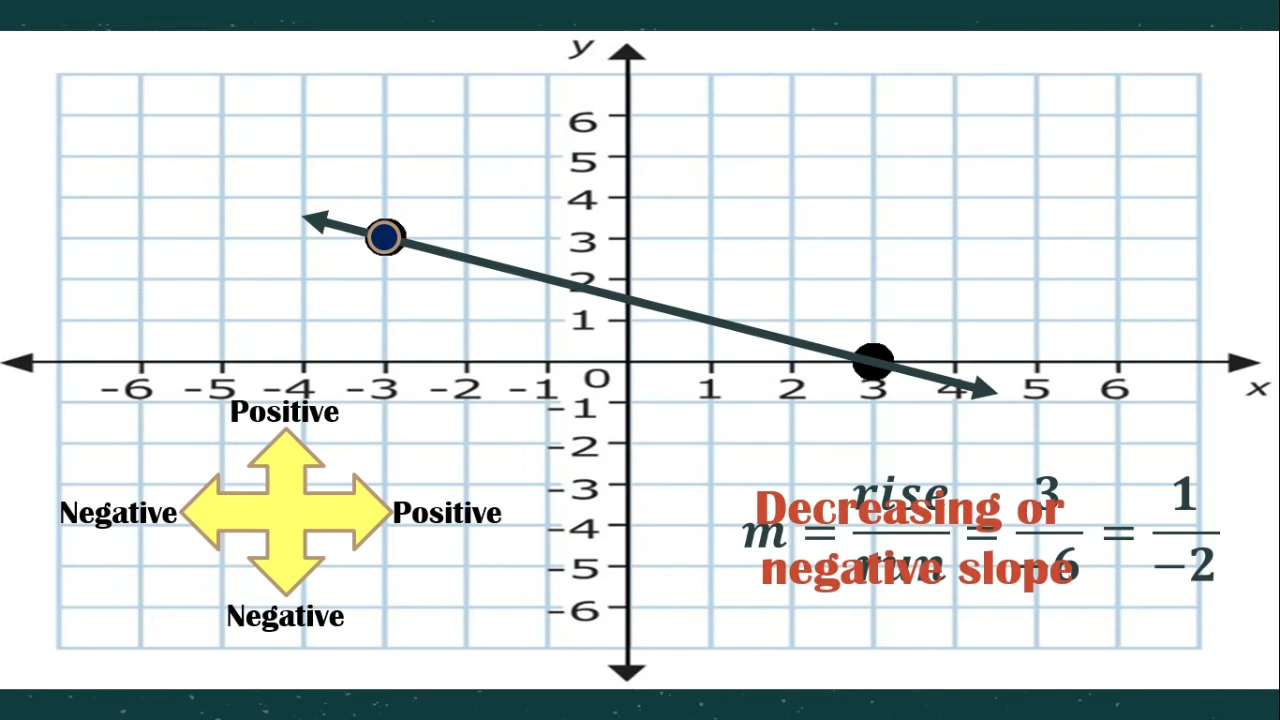 y
6
5
4
3
2
1
-6 -5 -4 -3 -2 -1 0 1 2 3 4 5 6 x
-1
-2
-3
-4
-5
-6
Positive
Negative Positive
Negative
m = rise/run = 3/-6 = 1/-2
Decreasing or
negative slope